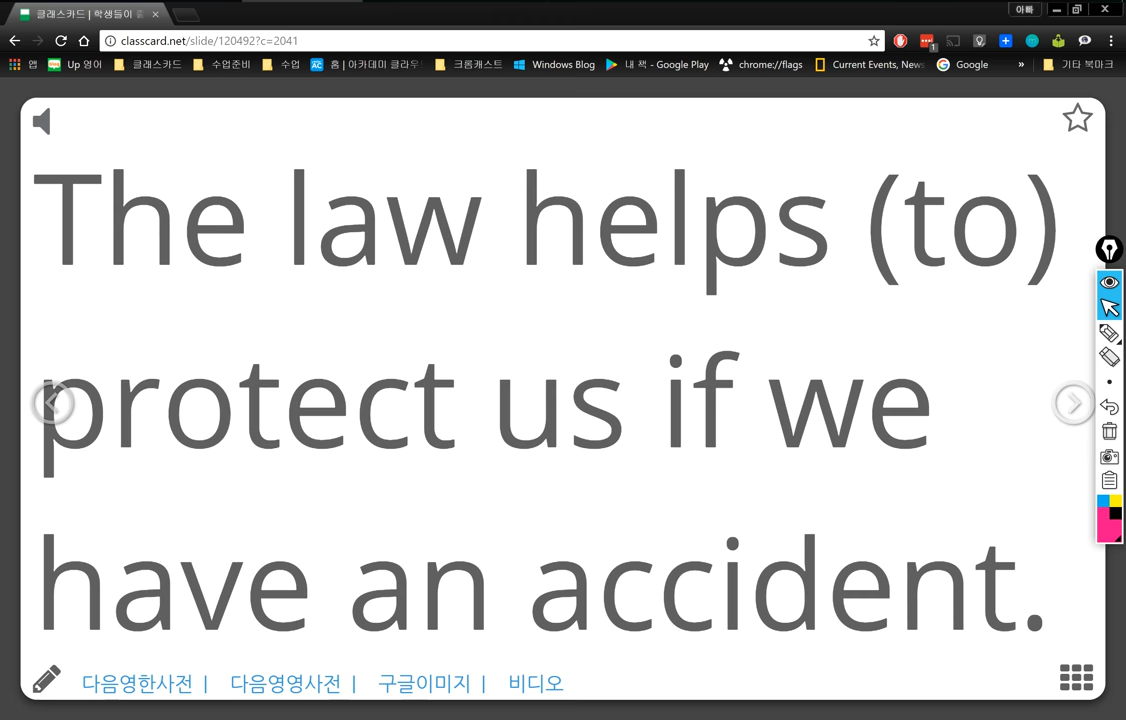 클래스카드 | 학생들이
아빠
classcard.net/slide/120492?c=2041
1
앱 Up 영어 클래스카드 수업준비 수업 홈 | 아카데미 클라우 크롬캐스트 Windows Blog 내 책 - Google Play chrome://flags Current Events, News Google » 기타 북마크
The law helps (to)
protect us if we
have an accident.
다음영한사전 | 다음영영사전 | 구글이미지 | 비디오